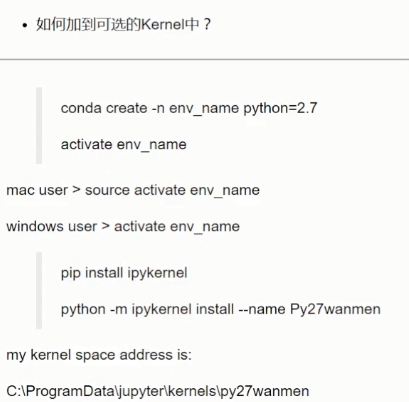 如何加到可选的Kernel中？
conda create -n env_name python=2.7
activate env_name
mac user > source activate env_name
windows user > activate env_name
pip install ipykernel
python -m ipykernel install --name Py27wanmen
my kernel space address is:
C:\ProgramData\jupyter\kernels\py27wanmen